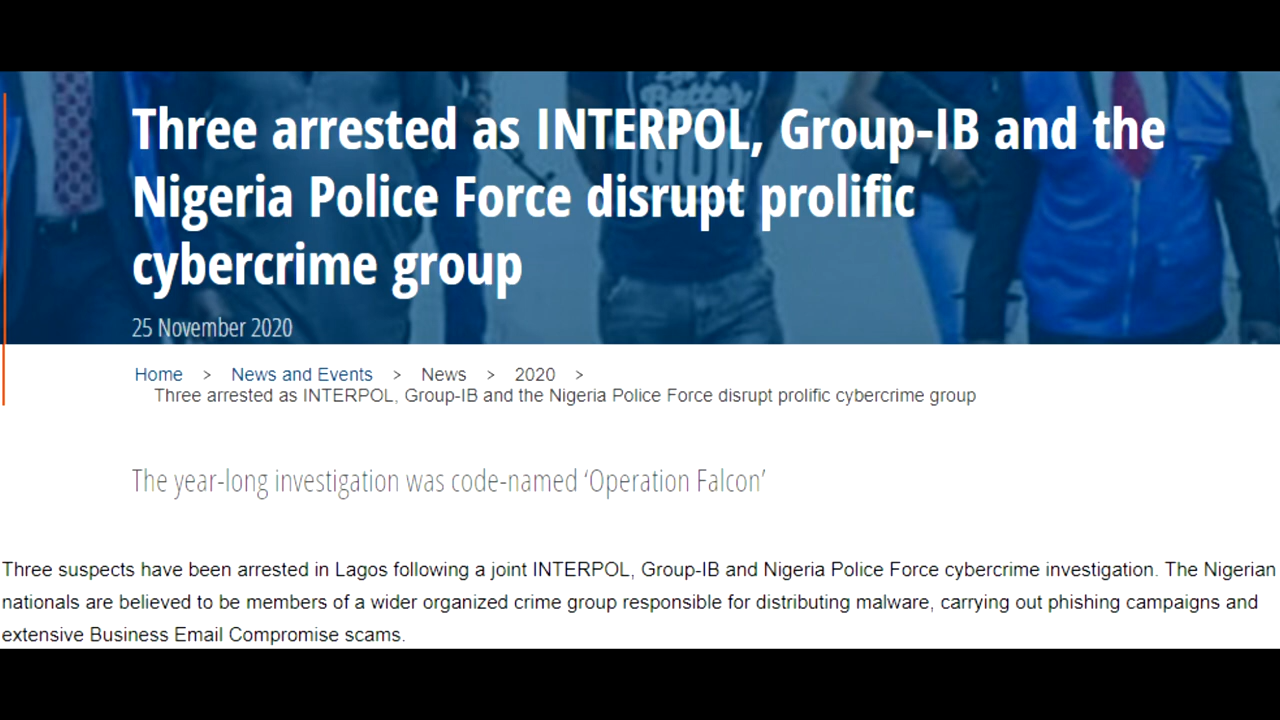 Better
Three arrested as INTERPOL, Group-IB and the
Nigeria Police Force disrupt prolific
cybercrime group
25 November 2020
Home > News and Events > News > 2020 >
Three arrested as INTERPOL, Group-IB and the Nigeria Police Force disrupt prolific cybercrime group
The year-long investigation was code-named ‘Operation Falcon’
Three suspects have been arrested in Lagos following a joint INTERPOL, Group-IB and Nigeria Police Force cybercrime investigation. The Nigerian
nationals are believed to be members of a wider organized crime group responsible for distributing malware, carrying out phishing campaigns and
extensive Business Email Compromise scams.